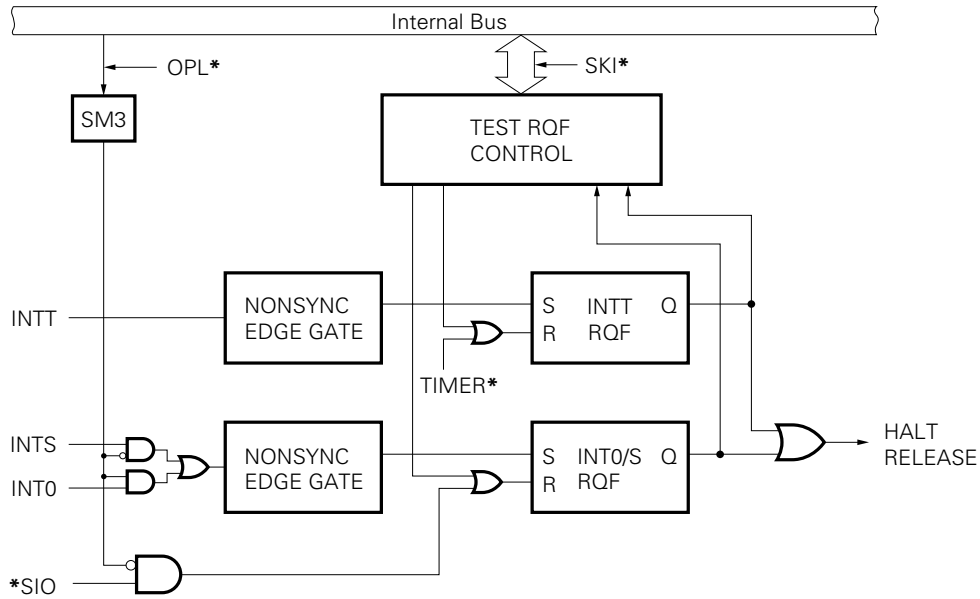 Internal Bus
OPL*
SKI*
SM3
TEST RQF
CONTROL
INTT
NONSYNC
EDGE GATE
S INTT Q
R RQF
TIMER*
INTS
INT0
NONSYNC
EDGE GATE
S INT0/S Q
R RQF
HALT
RELEASE
*SIO